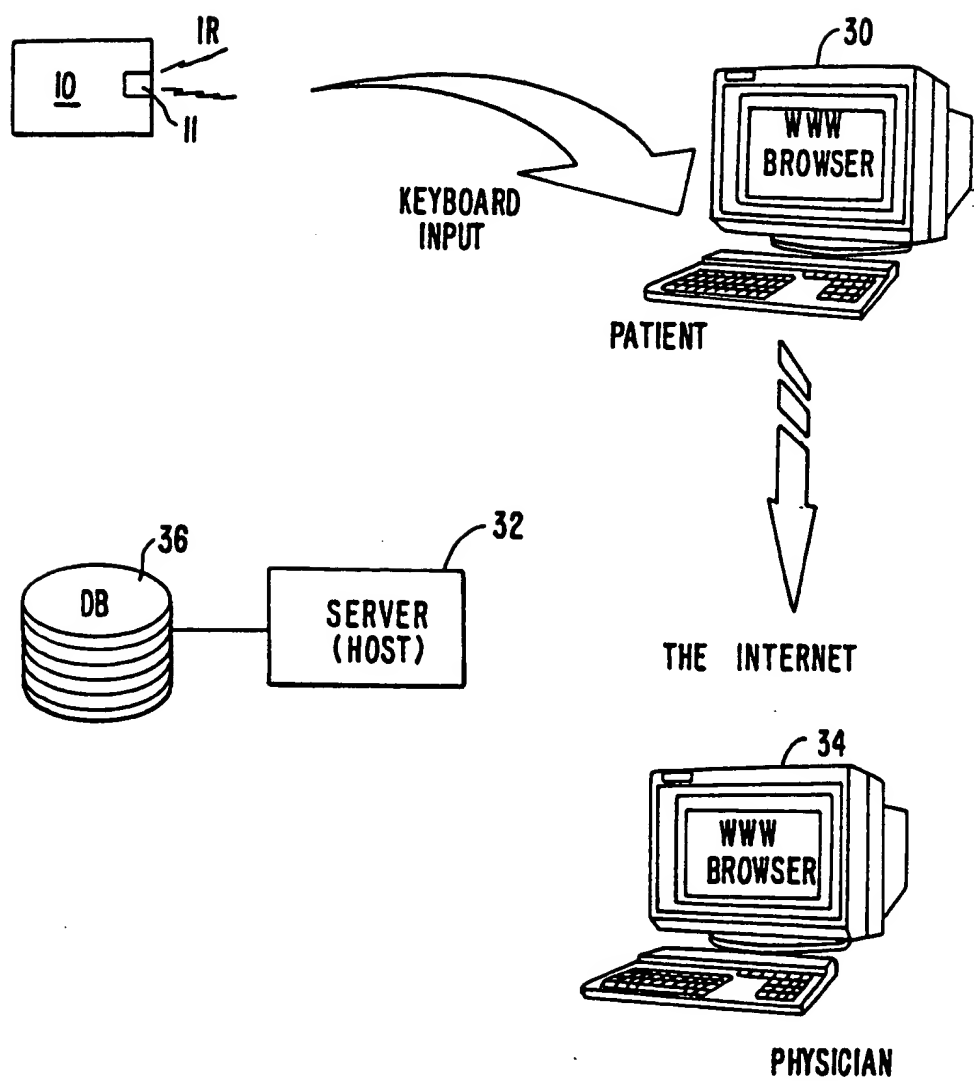 IR
10
11
30
WWW
BROWSER
KEYBOARD
INPUT
PATIENT
36
DB
32
SERVER
(HOST)
THE INTERNET
34
WWW
BROWSER
PHYSICIAN